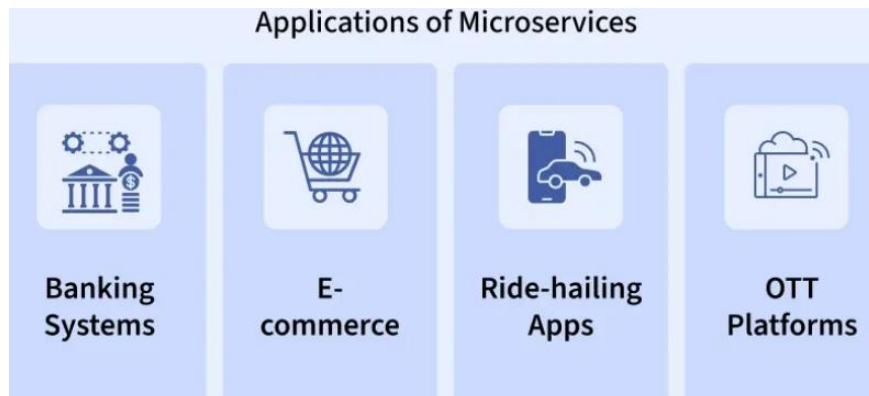 Applications of Microservices
Banking
Systems
E-
commerce
Ride-hailing
Apps
OTT
Platforms
$